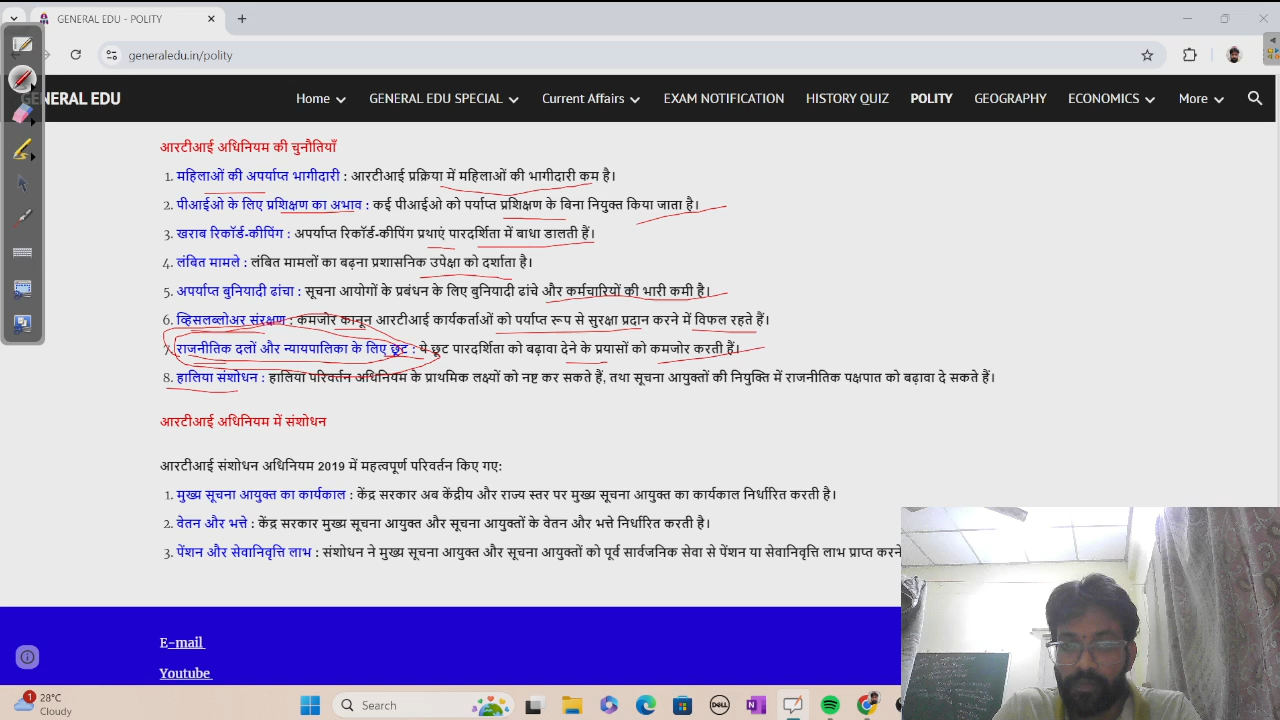 GENERAL EDU - POLITY
generaledu.in/polity
GENERAL EDU
Home
GENERAL EDU SPECIAL
Current Affairs
EXAM NOTIFICATION
HISTORY QUIZ
POLITY
GEOGRAPHY
ECONOMICS
More
आरटीआई अधिनियम की चुनौतियाँ
1. महिलाओं की अपर्याप्त भागीदारी : आरटीआई प्रक्रिया में महिलाओं की भागीदारी कम है।
2. पीआईओ के लिए प्रशिक्षण का अभाव : कई पीआईओ को पर्याप्त प्रशिक्षण के बिना नियुक्त किया जाता है।
3. खराब रिकॉर्ड-कीपिंग : अपर्याप्त रिकॉर्ड-कीपिंग प्रथाएं पारदर्शिता में बाधा डालती हैं।
4. लंबित मामले : लंबित मामलों का बढ़ना प्रशासनिक उपेक्षा को दर्शाता है।
5. अपर्याप्त बुनियादी ढांचा : सूचना आयोगों के प्रबंधन के लिए बुनियादी ढांचे और कर्मचारियों की भारी कमी है।
6. व्हिसलब्लोअर संरक्षण : कमजोर कानून आरटीआई कार्यकर्ताओं को पर्याप्त रूप से सुरक्षा प्रदान करने में विफल रहते हैं।
7. राजनीतिक दलों और न्यायपालिका के लिए छूट : ये छूट पारदर्शिता को बढ़ावा देने के प्रयासों को कमजोर करती हैं।
8. हालिया संशोधन : हालिया परिवर्तन अधिनियम के प्राथमिक लक्ष्यों को नष्ट कर सकते हैं, तथा सूचना आयुक्तों की नियुक्ति में राजनीतिक पक्षपात को बढ़ावा दे सकते हैं।
आरटीआई अधिनियम में संशोधन
आरटीआई संशोधन अधिनियम 2019 में महत्वपूर्ण परिवर्तन किए गए:
1. मुख्य सूचना आयुक्त का कार्यकाल : केंद्र सरकार अब केंद्रीय और राज्य स्तर पर मुख्य सूचना आयुक्त का कार्यकाल निर्धारित करती है।
2. वेतन और भत्ते : केंद्र सरकार मुख्य सूचना आयुक्त और सूचना आयुक्तों के वेतन और भत्ते निर्धारित करती है।
3. पेंशन और सेवानिवृत्ति लाभ : संशोधन ने मुख्य सूचना आयुक्त और सूचना आयुक्तों को पूर्व सार्वजनिक सेवा से पेंशन या सेवानिवृत्ति लाभ प्राप्त करने
E-mail
Youtube
1
28°C
Cloudy
Search
DELL